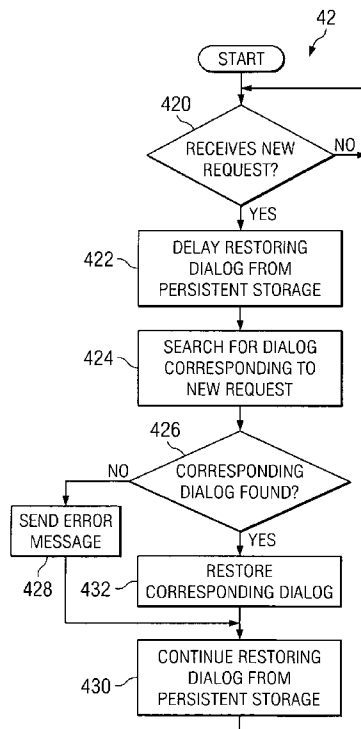 42
START
420
RECEIVES NEW
REQUEST?
NO
YES
422
DELAY RESTORING
DIALOG FROM
PERSISTENT STORAGE
424
SEARCH FOR DIALOG
CORRESPONDING TO
NEW REQUEST
426
NO
CORRESPONDING
DIALOG FOUND?
SEND ERROR
MESSAGE
428
YES
432
RESTORE
CORRESPONDING DIALOG
430
CONTINUE RESTORING
DIALOG FROM
PERSISTENT STORAGE